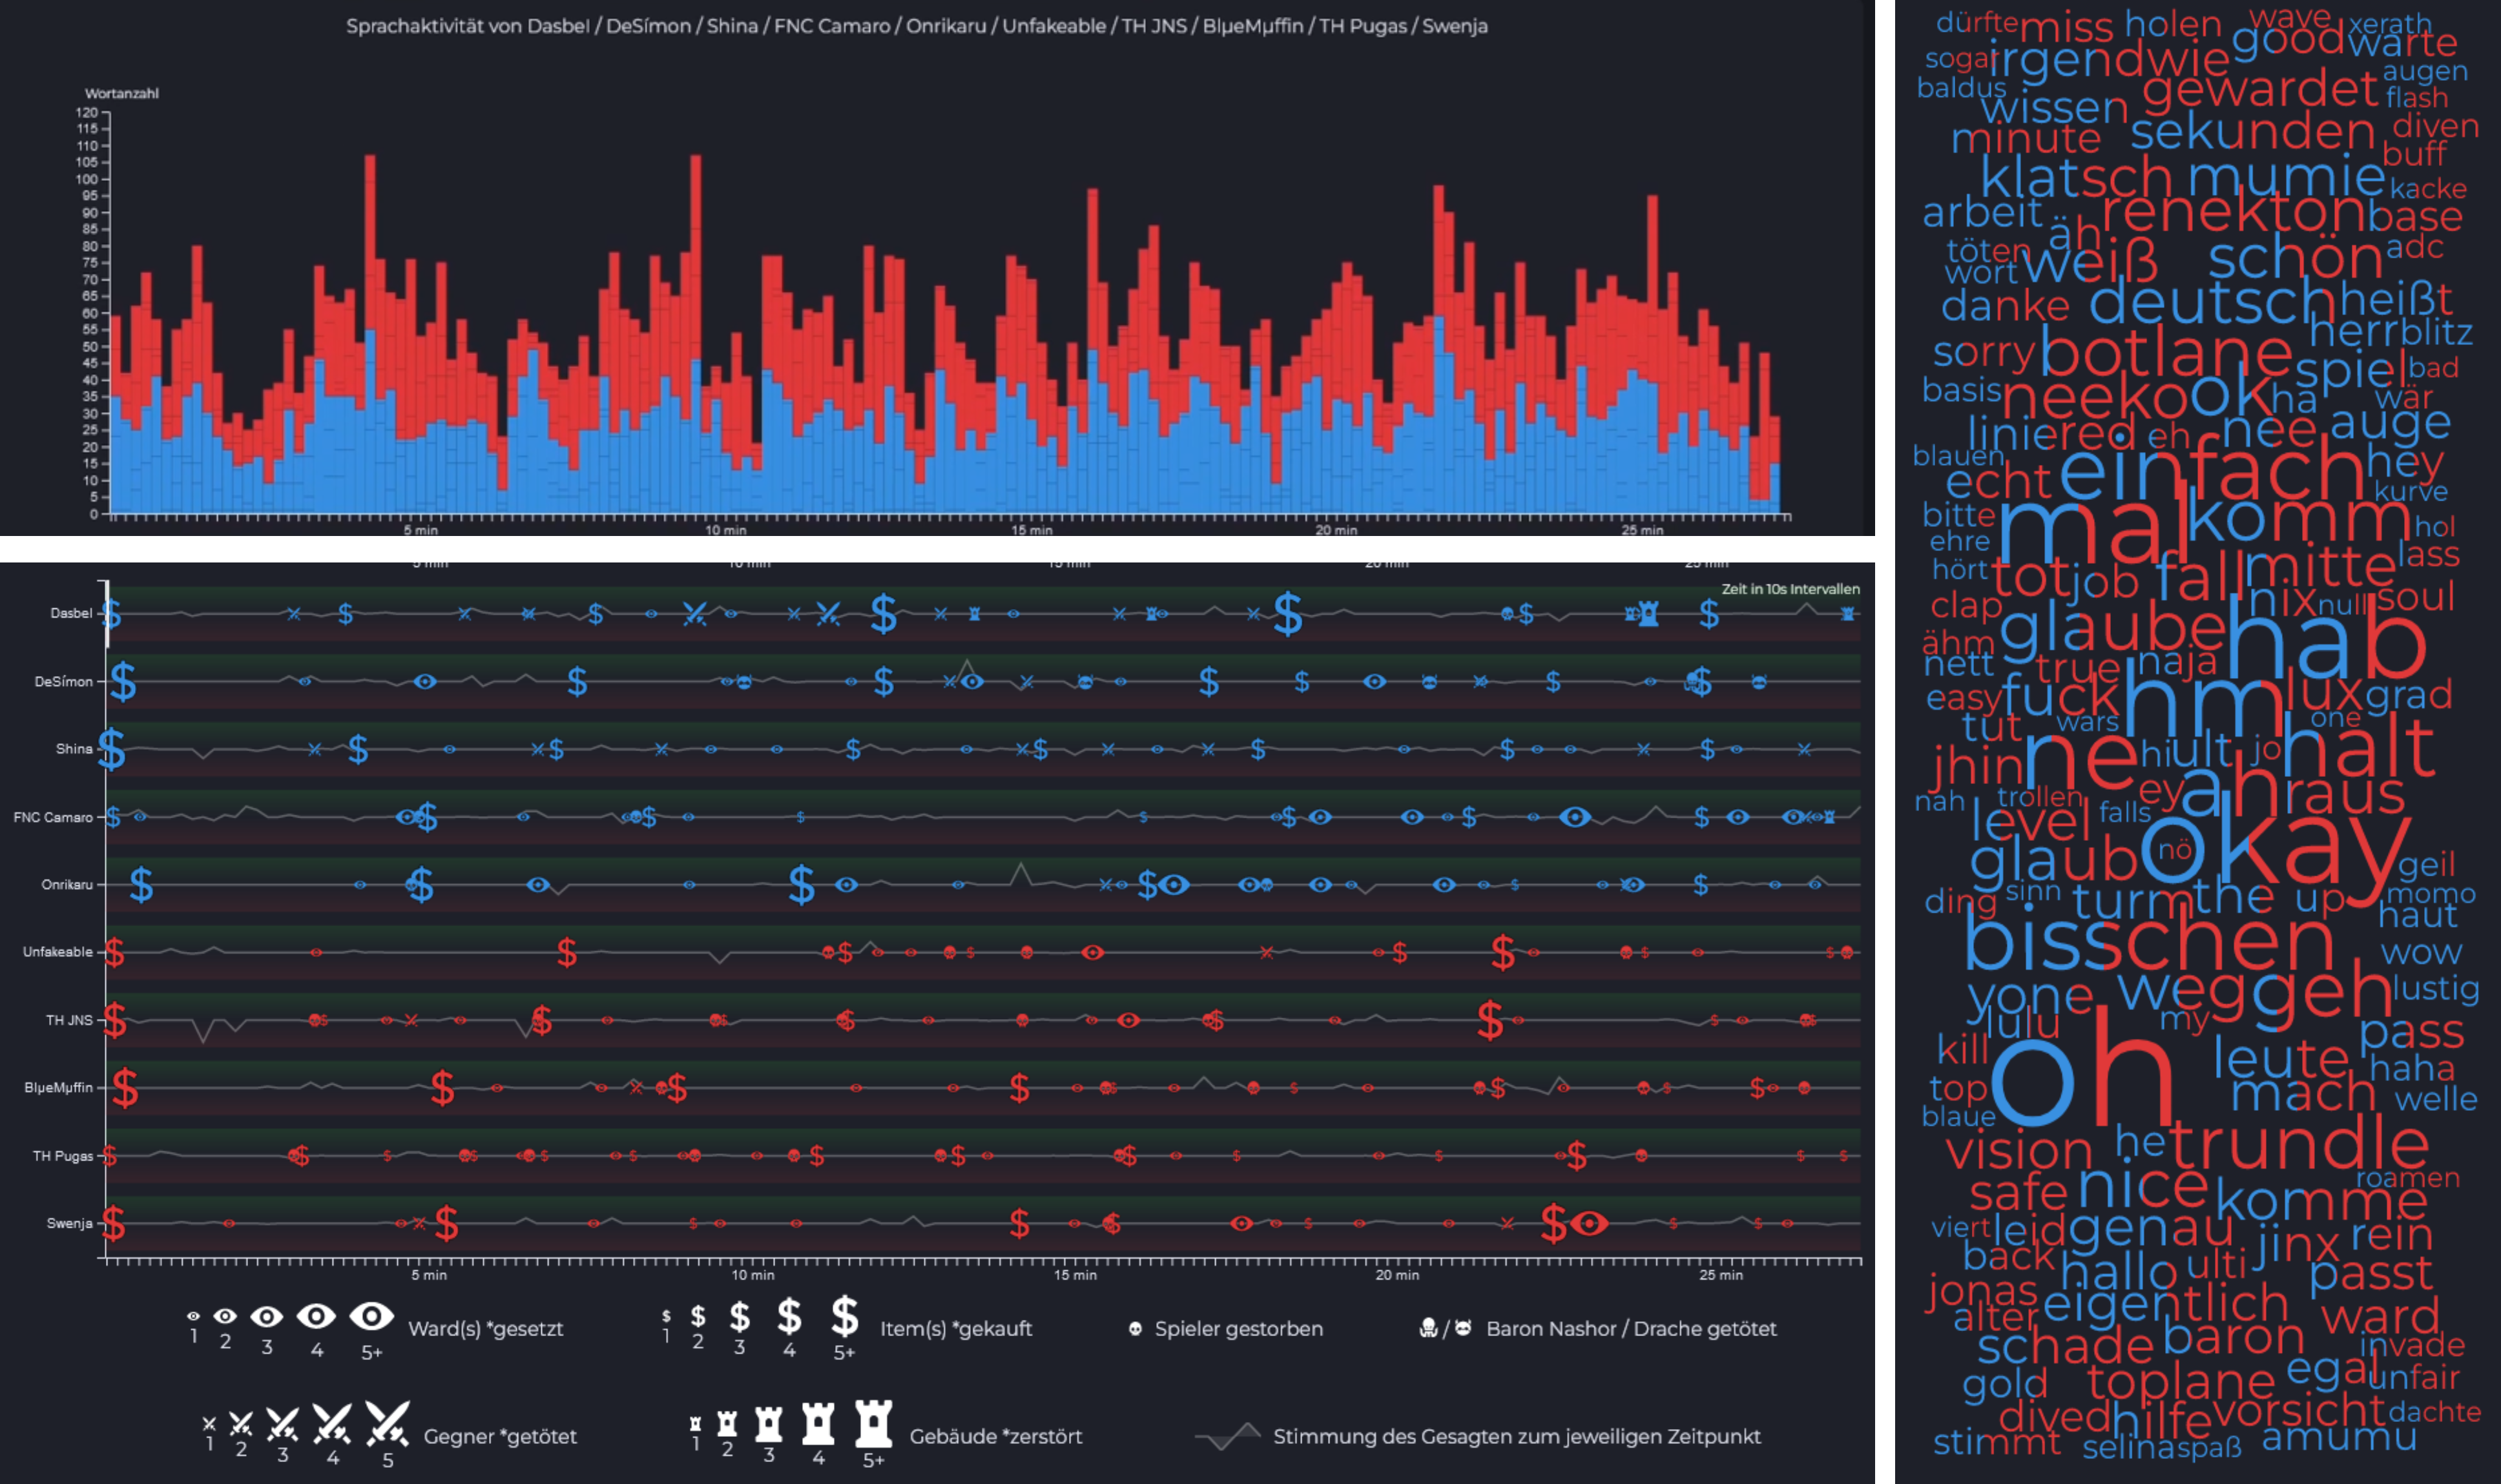 Sprachaktivität von Dasbel / DeSímon / Shina / FNC Camaro / Onrikaru / Unfakeable / TH JNS / BlµeMµffin / TH Pugas / Swenja
Wortanzahl
120
115
110
105
100
95
90
85
80
75
70
65
60
55
50
45
40
35
30
25
20
15
10
5
0
5 min 10 min 15 min 20 min 25 min
5 min 10 min 15 min 20 min 25 min
Zeit in 10s Intervallen
Dasbel
DeSímon
Shina
FNC Camaro
Onrikaru
Unfakeable
TH JNS
BlµeMµffin
TH Pugas
Swenja
5 min 10 min 15 min 20 min 25 min
1 2 3 4 5+ Ward(s) *gesetzt
1 2 3 4 5+ Item(s) *gekauft
Spieler gestorben
/ Baron Nashor / Drache getötet
1 2 3 4 5 Gegner *getötet
1 2 3 4 5+ Gebäude *zerstört
Stimmung des Gesagten zum jeweiligen Zeitpunkt
dürfte miss holen wave xerath
sogar irgendwie good warte
baldus wissen gewardet augen flash
minute sekunden diven
buff
klatsch mumie kacke
arbeit äh renekton base
töten weiß schön adc
wort
danke deutsch heißt
herr blitz
sorry botlane spiel bad
basis neeko ok ha wär
liniered eh nee auge
blauen echt einfach hey
kurve
bitte mal komm hol
ehre
hört tot job fall mitte lass
clap nix null soul
ähm glaube hab
nett true naja
easy fuck hm lux grad
tut wars one
jhin ne hi ult jo halt
nah trollen ey ah raus
level falls
glaub okay nö geil
ding sinn turm the up momo
haut
bisschen wow
yone weggeh lustig
lulu my pass
kill oh leute haha
top mach welle
blaue
vision he trundle
roamen
safe nice komme
viert leid genau jinx rein
back hallo ulti passt
jonas
alter eigentlich ward
schade baron invade
gold toplane egal unfair
dived hilfe vorsicht dachte
stimmt selina spaß amumu